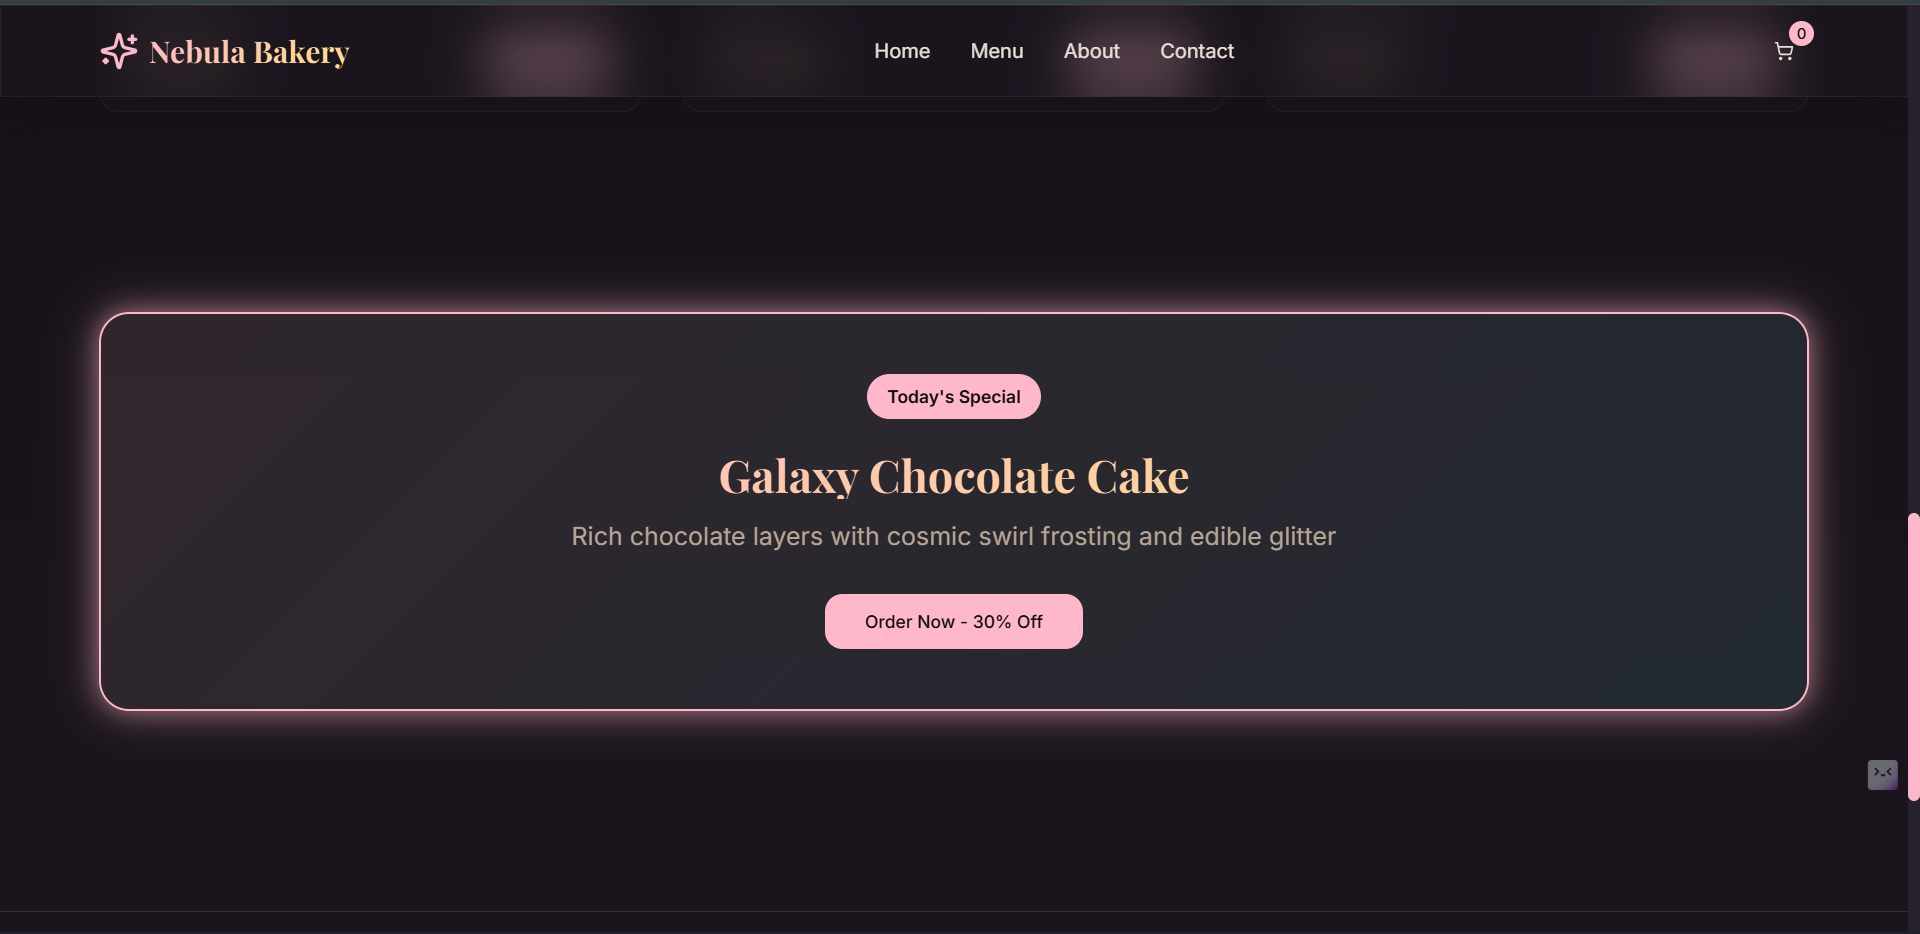 Nebula Bakery
Home
Menu
About
Contact
0
Today's Special
Galaxy Chocolate Cake
Rich chocolate layers with cosmic swirl frosting and edible glitter
Order Now - 30% Off